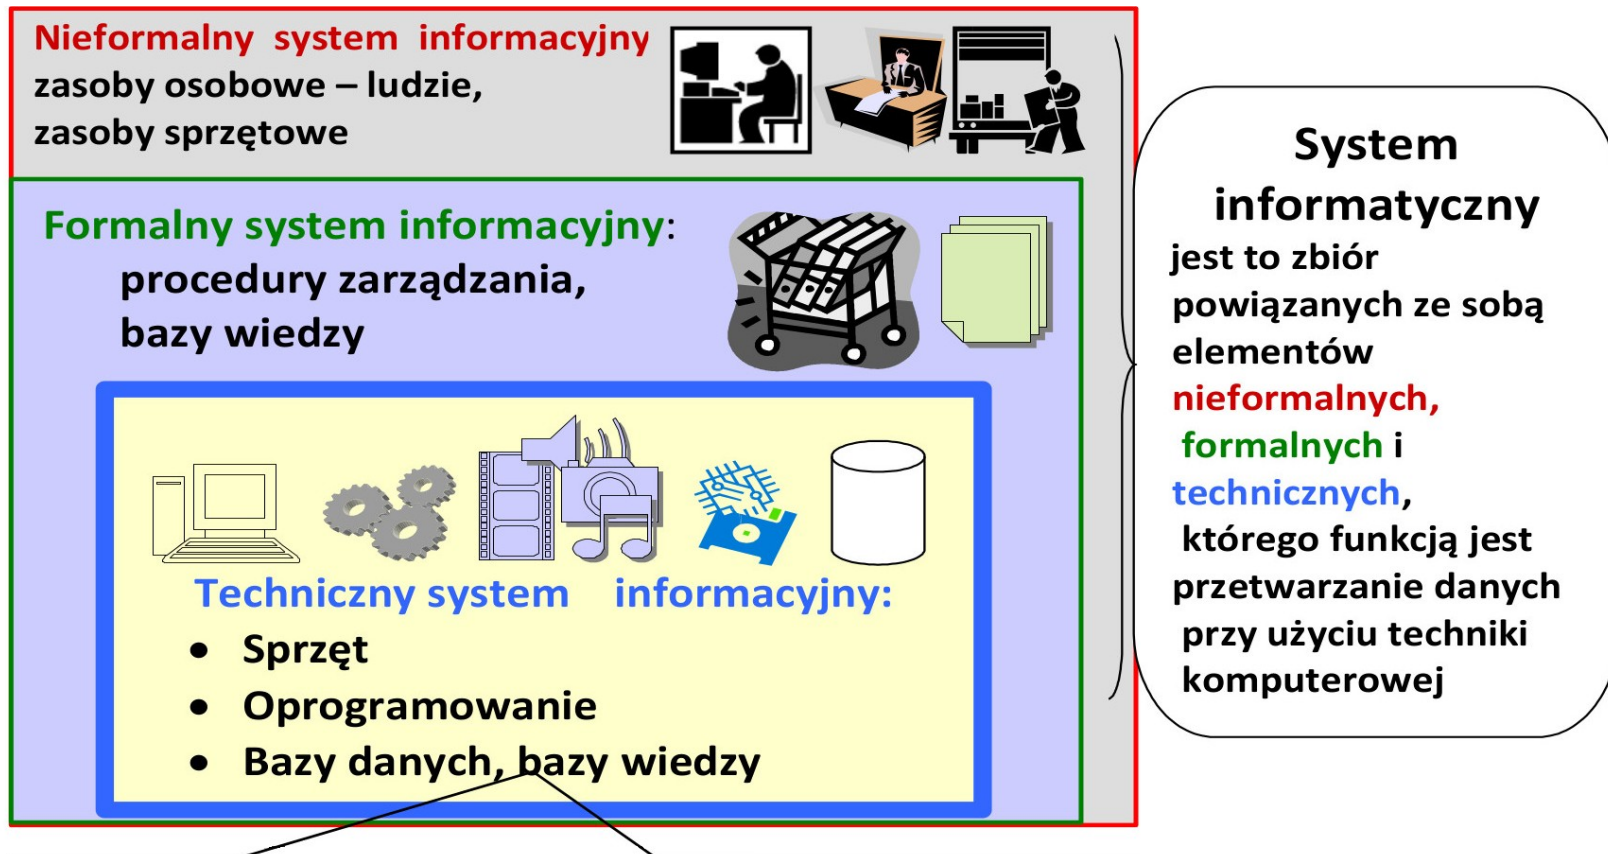 Nieformalny system informacyjny
zasoby osobowe – ludzie,
zasoby sprzętowe
Formalny system informacyjny:
procedury zarządzania,
bazy wiedzy
Techniczny system informacyjny:
• Sprzęt
• Oprogramowanie
• Bazy danych, bazy wiedzy
System
informatyczny
jest to zbiór
powiązanych ze sobą
elementów
nieformalnych,
formalnych i
technicznych,
którego funkcją jest
przetwarzanie danych
przy użyciu techniki
komputerowej